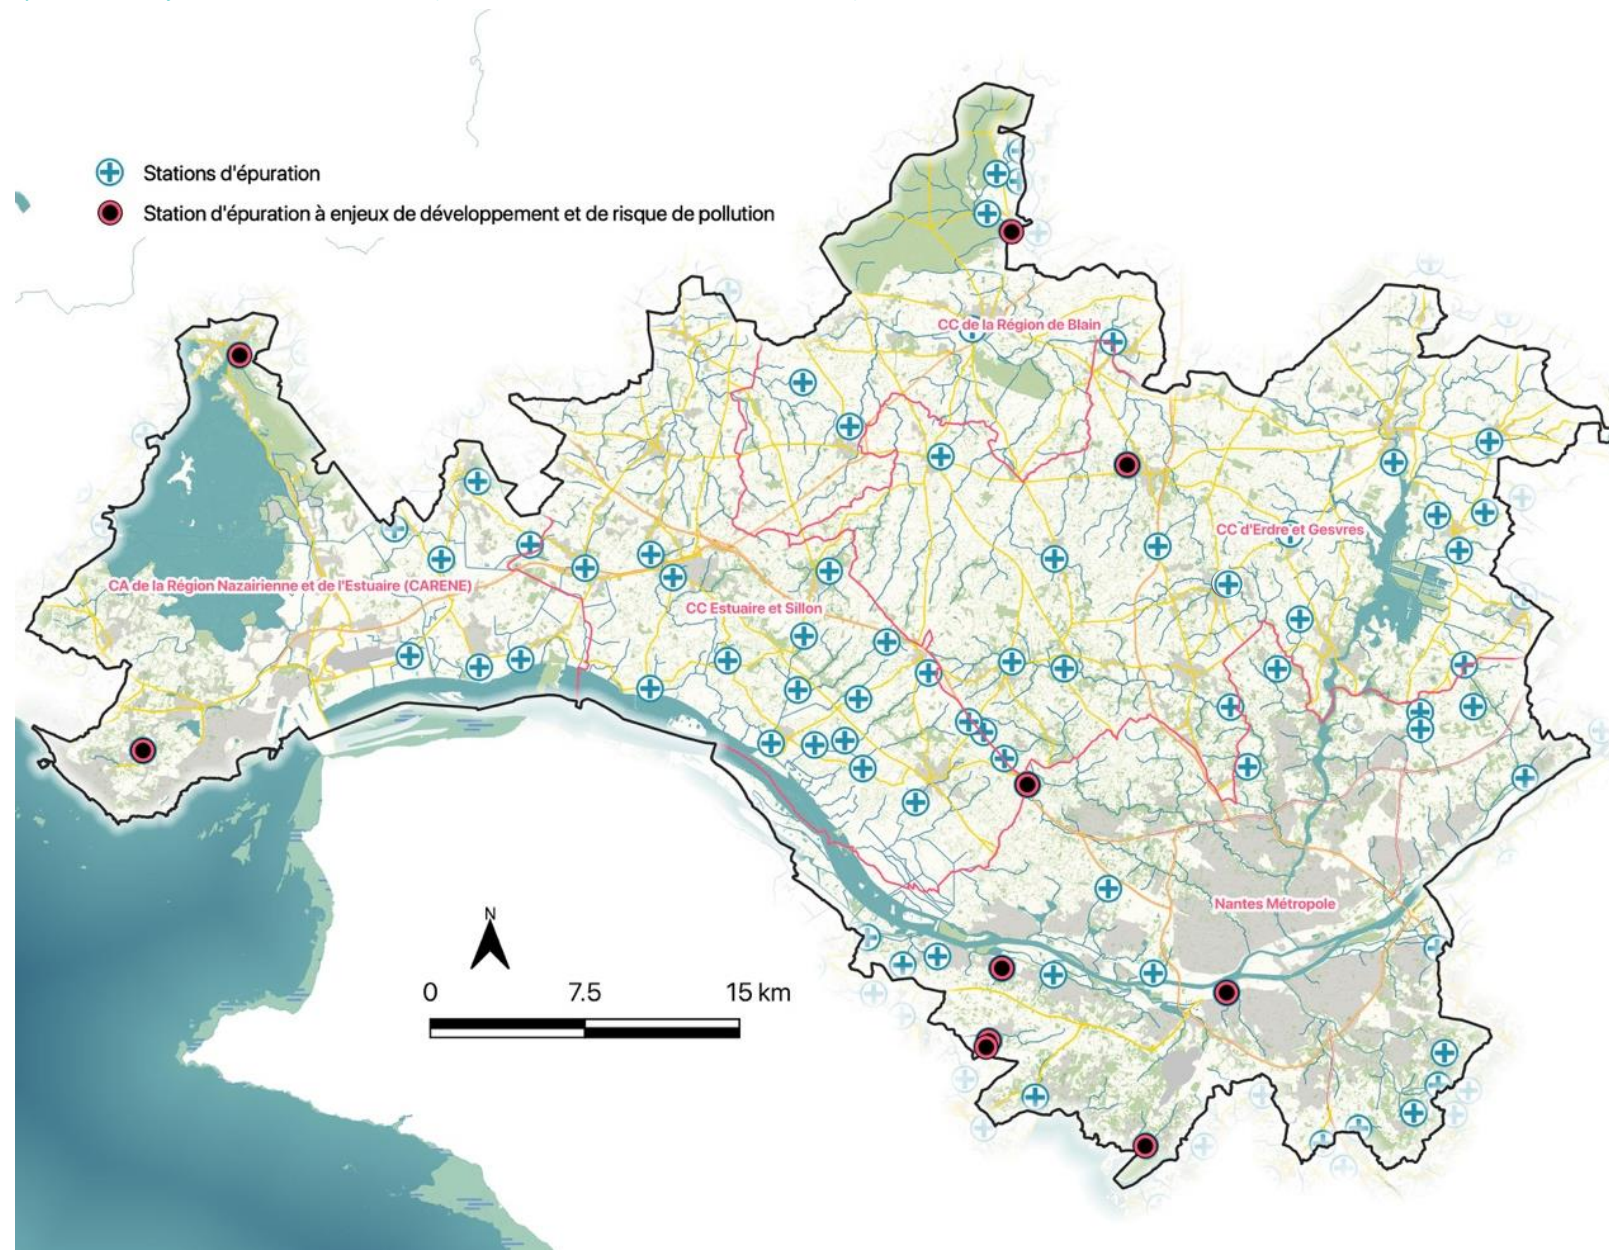 Stations d'épuration
Station d'épuration à enjeux de développement et de risque de pollution
CC de la Région de Blain
CC d'Erdre et Gesvres
CA de la Région Nazairienne et de l'Estuaire (CARENE)
CC Estuaire et Sillon
Nantes Métropole
N
0 7.5 15 km